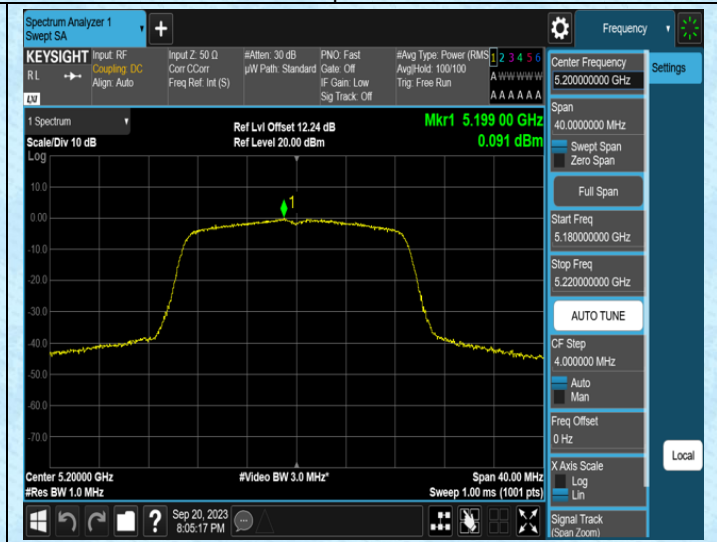 Spectrum Analyzer 1
Swept SA
+
Frequency
KEYSIGHT
RL
LXI
Input: RF
Coupling: DC
Align: Auto
Input Z: 50 Ω
Corr CCorr
Freq Ref: Int (S)
#Atten: 30 dB
µW Path: Standard
PNO: Fast
Gate: Off
IF Gain: Low
Sig Track: Off
#Avg Type: Power (RMS
Avg|Hold: 100/100
Trig: Free Run
1 2 3 4 5 6
A W W W W W
A A A A A A
1 Spectrum
Scale/Div 10 dB
Log
Ref Lvl Offset 12.24 dB
Ref Level 20.00 dBm
Mkr1 5.199 00 GHz
0.091 dBm
1
10.0
0.00
-10.0
-20.0
-30.0
-40.0
-50.0
-60.0
-70.0
Center 5.20000 GHz
#Res BW 1.0 MHz
#Video BW 3.0 MHz*
Span 40.00 MHz
Sweep 1.00 ms (1001 pts)
?
Sep 20, 2023
8:05:17 PM
Center Frequency
5.200000000 GHz
Span
40.0000000 MHz
Swept Span
Zero Span
Full Span
Start Freq
5.180000000 GHz
Stop Freq
5.220000000 GHz
AUTO TUNE
CF Step
4.000000 MHz
Auto
Man
Freq Offset
0 Hz
X Axis Scale
Log
Lin
Signal Track
(Span Zoom)
Settings
Local